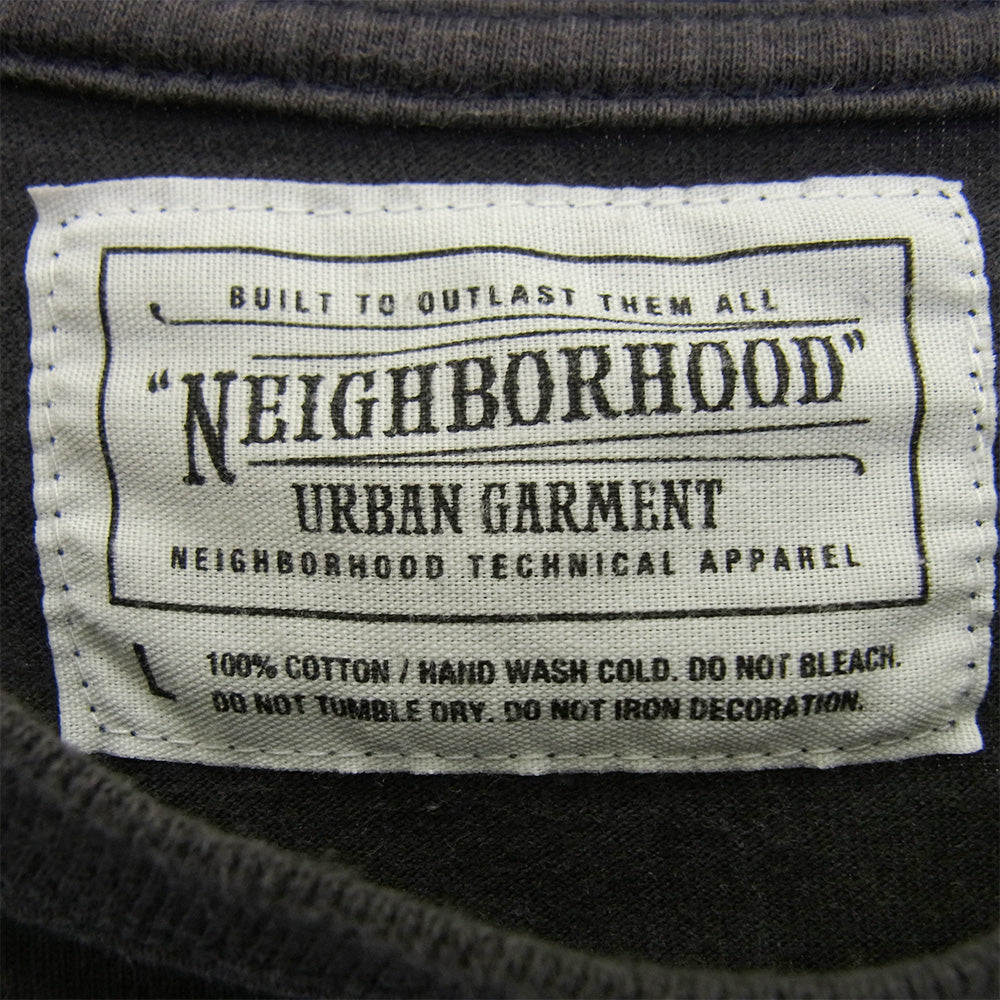 BUILT TO OUTLAST THEM ALL
“NEIGHBORHOOD”
URBAN GARMENT
NEIGHBORHOOD TECHNICAL APPAREL
L 100% COTTON / HAND WASH COLD. DO NOT BLEACH.
DO NOT TUMBLE DRY. DO NOT IRON DECORATION.